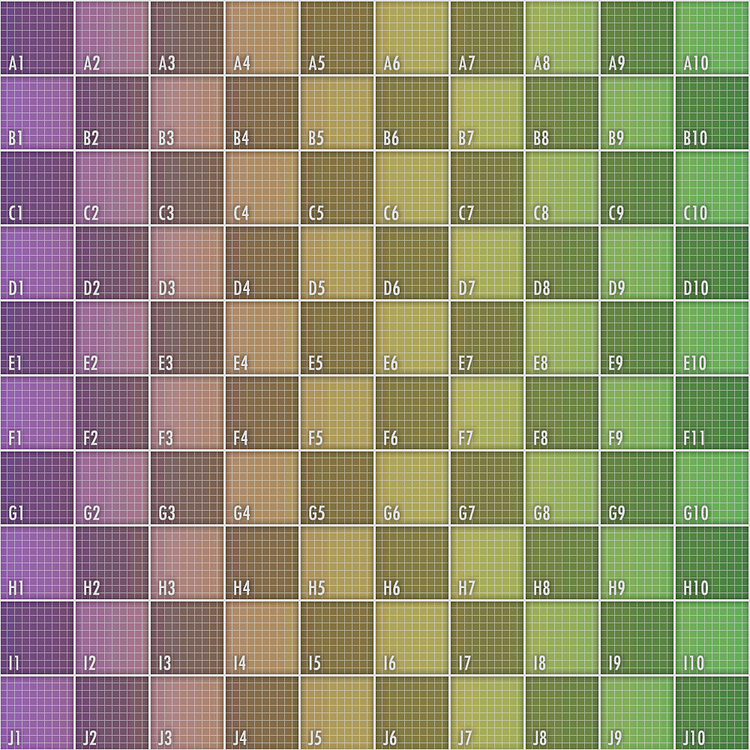 A1 A2 A3 A4 A5 A6 A7 A8 A9 A10
B1 B2 B3 B4 B5 B6 B7 B8 B9 B10
C1 C2 C3 C4 C5 C6 C7 C8 C9 C10
D1 D2 D3 D4 D5 D6 D7 D8 D9 D10
E1 E2 E3 E4 E5 E6 E7 E8 E9 E10
F1 F2 F3 F4 F5 F6 F7 F8 F9 F11
G1 G2 G3 G4 G5 G6 G7 G8 G9 G10
H1 H2 H3 H4 H5 H6 H7 H8 H9 H10
I1 I2 I3 I4 I5 I6 I7 I8 I9 I10
J1 J2 J3 J4 J5 J6 J7 J8 J9 J10